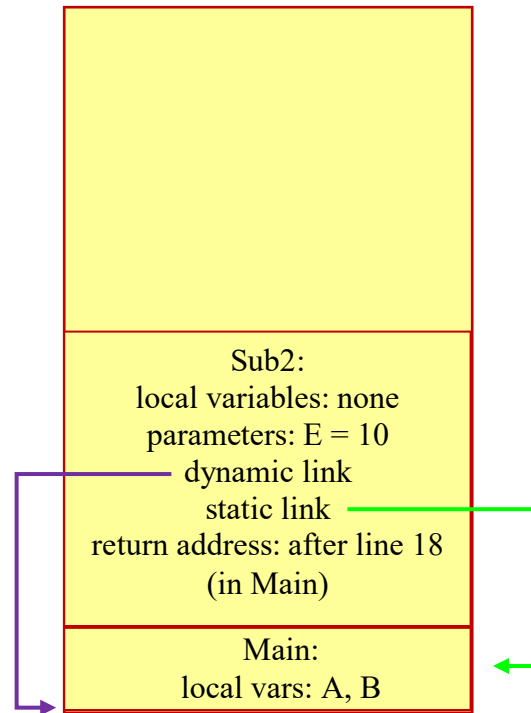 Sub2:
local variables: none
parameters: E = 10
dynamic link
static link
return address: after line 18
(in Main)
Main:
local vars: A, B